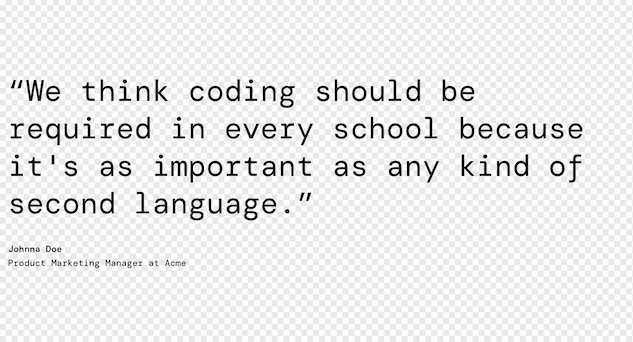 “We think coding should be
required in every school because
it's as important as any kind of
second language.”
Johnna Doe
Product Marketing Manager at Acme